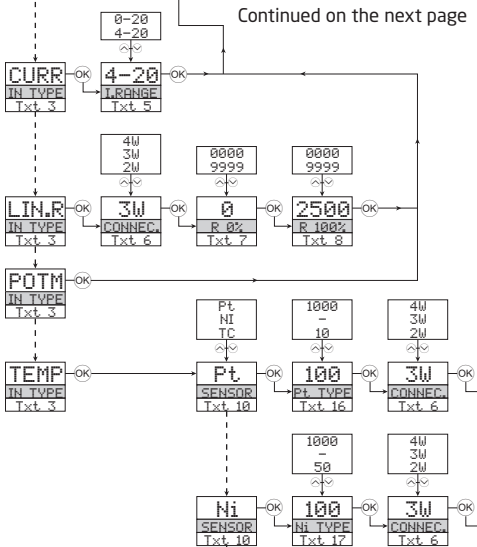 Continued on the next page
0-20
4-20
CURR OK 4-20 OK
IN TYPE I.RANGE
Txt 3 Txt 5
4W 0000 0000
3W 9999 9999
2W
LIN.R OK 3W OK 0 OK 2500 OK
IN TYPE CONNEC. R 0% R 100%
Txt 3 Txt 6 Txt 7 Txt 8
POTM OK
IN TYPE
Txt 3
Pt 1000 4W
NI - 3W
TC 10 2W
TEMP OK Pt OK 100 OK 3W OK
IN TYPE SENSOR Pt TYPE CONNEC.
Txt 3 Txt 10 Txt 16 Txt 6
1000 4W
- 3W
50 2W
Ni OK 100 OK 3W OK
SENSOR Ni TYPE CONNEC.
Txt 10 Txt 17 Txt 6